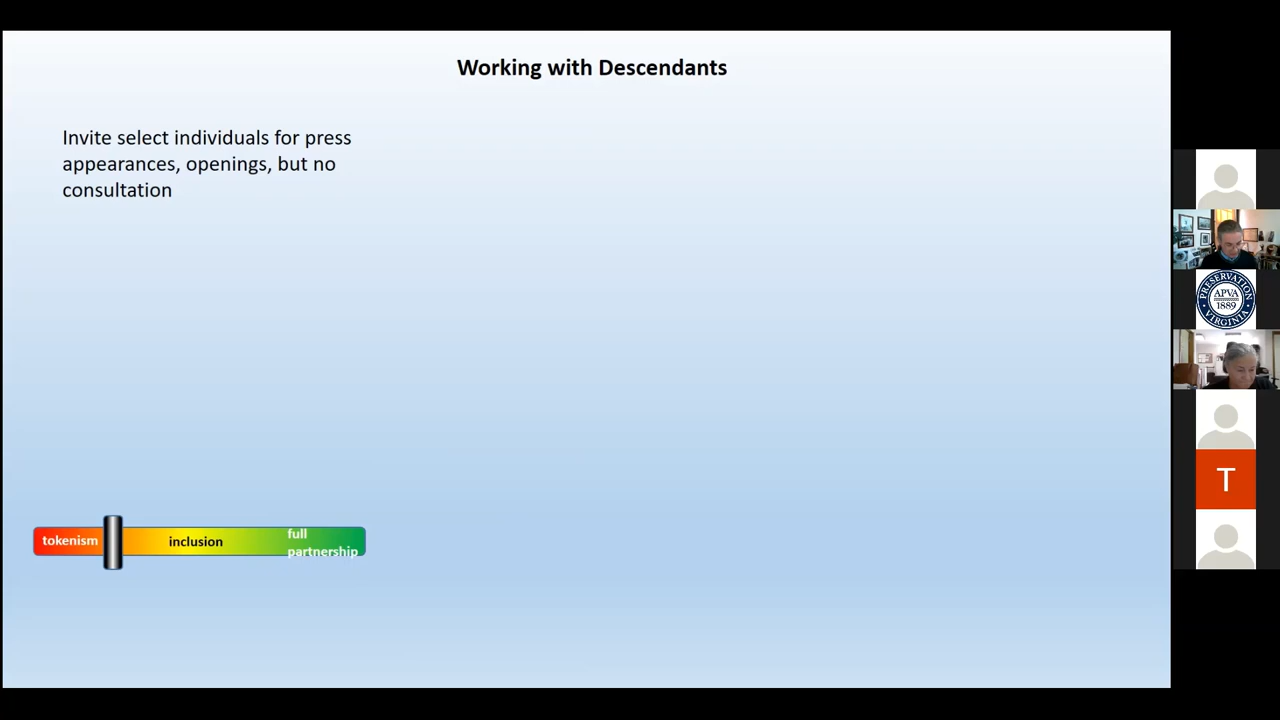 Working with Descendants
Invite select individuals for press
appearances, openings, but no
consultation
tokenism
inclusion
full
partnership
PRESERVATION
APVA
1889
VIRGINIA
T